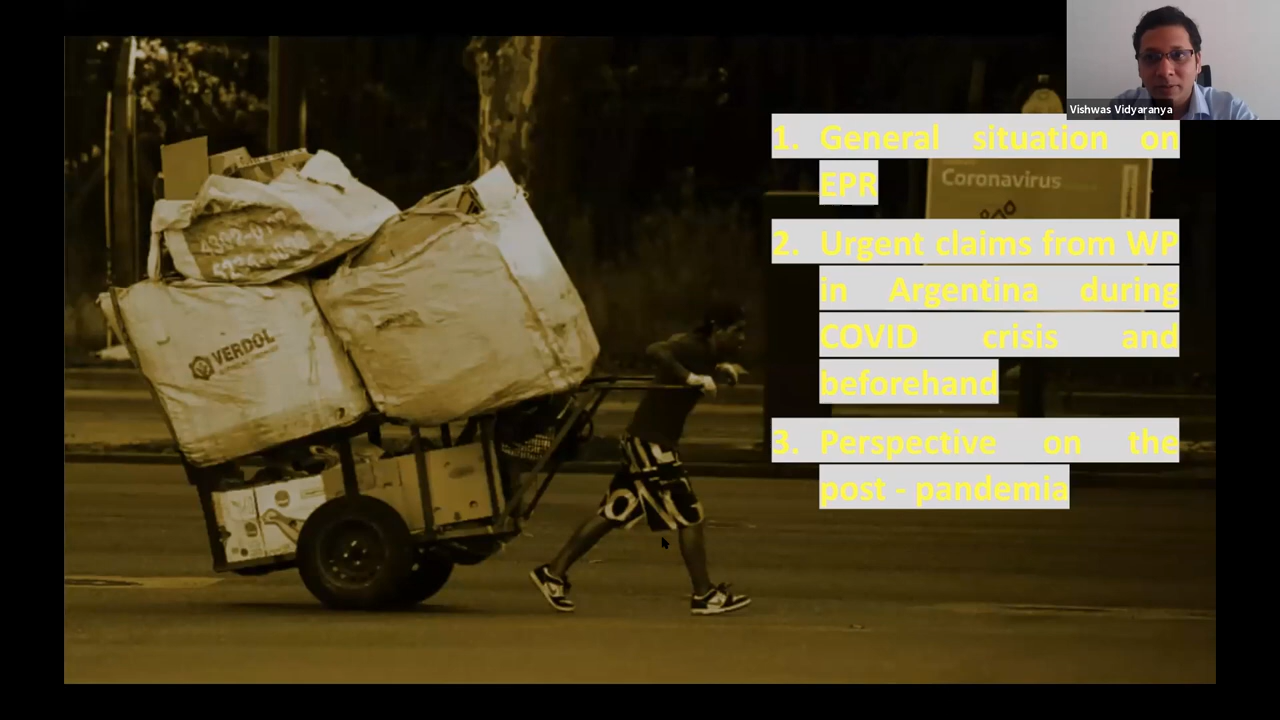 Vishwas Vidyaranya
1. General situation on
EPR
Coronavirus
2. Urgent claims from WP
in Argentina during
COVID crisis and
beforehand
3. Perspective on the
post - pandemia
VERDOL